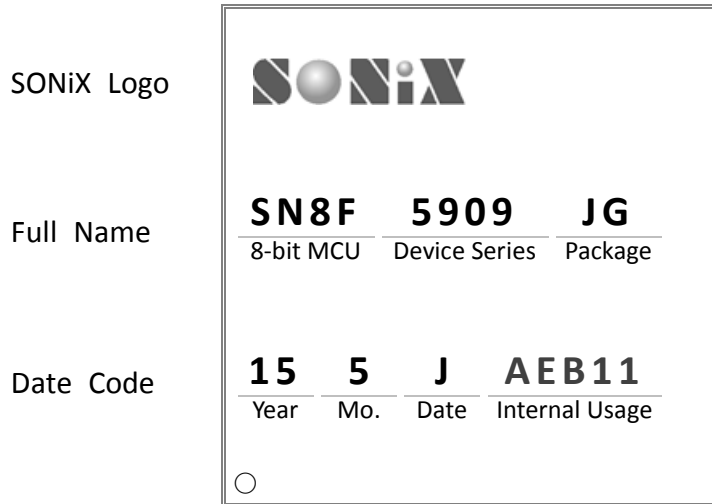 SONiX Logo
SONiX
Full Name
SN8F 5909 JG
8-bit MCU Device Series Package
Date Code
15 5 J AEB11
Year Mo. Date Internal Usage